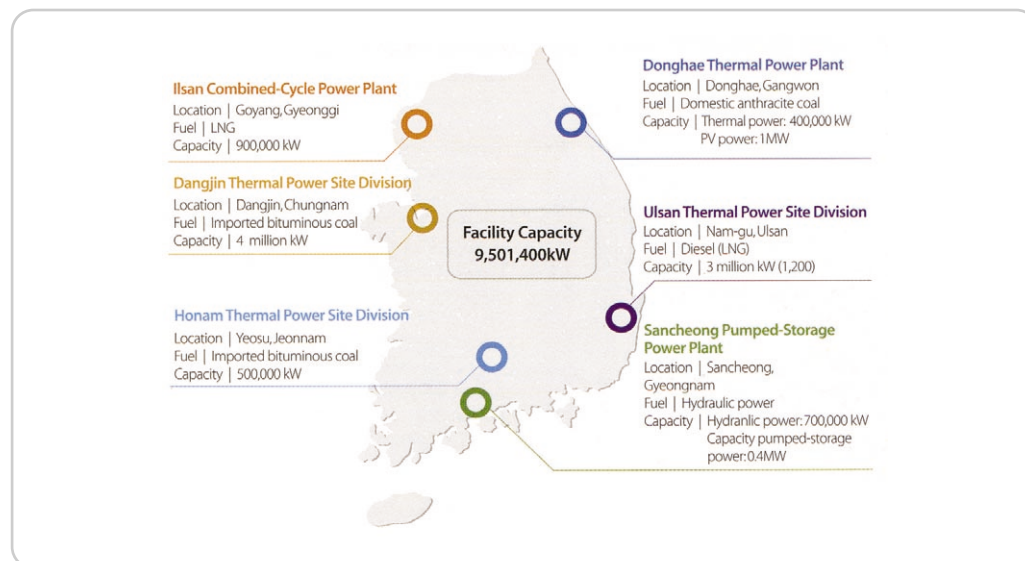 Ilsan Combined-Cycle Power Plant
Location | Goyang, Gyeonggi
Fuel | LNG
Capacity | 900,000 kW
Dangjin Thermal Power Site Division
Location | Dangjin, Chungnam
Fuel | Imported bituminous coal
Capacity | 4 million kW
Honam Thermal Power Site Division
Location | Yeosu, Jeonnam
Fuel | Imported bituminous coal
Capacity | 500,000 kW
Facility Capacity
9,501,400kW
Donghae Thermal Power Plant
Location | Donghae, Gangwon
Fuel | Domestic anthracite coal
Capacity | Thermal power: 400,000 kW
PV power: 1MW
Ulsan Thermal Power Site Division
Location | Nam-gu, Ulsan
Fuel | Diesel (LNG)
Capacity | 3 million kW (1,200)
Sancheong Pumped-Storage
Power Plant
Location | Sancheong,
Gyeongnam
Fuel | Hydraulic power
Capacity | Hydranlic power: 700,000 kW
Capacity pumped-storage
power: 0.4MW